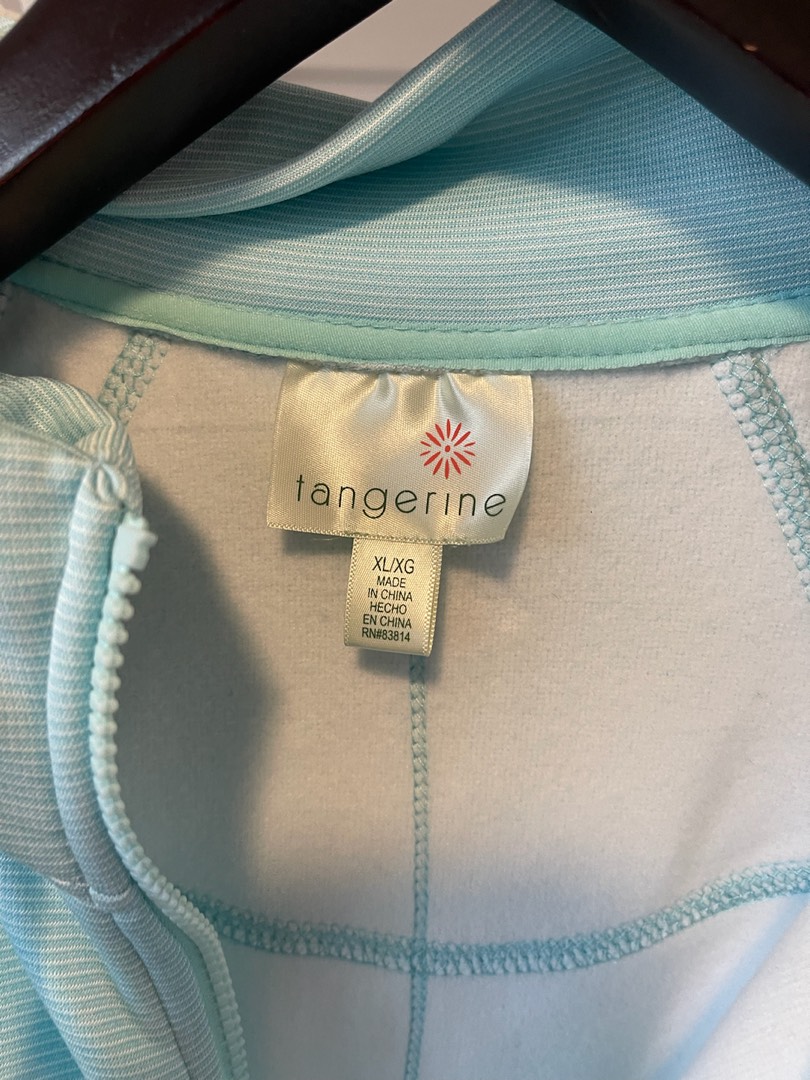 tangerine
XL/XG
MADE
IN CHINA
HECHO
EN CHINA
RN#83814